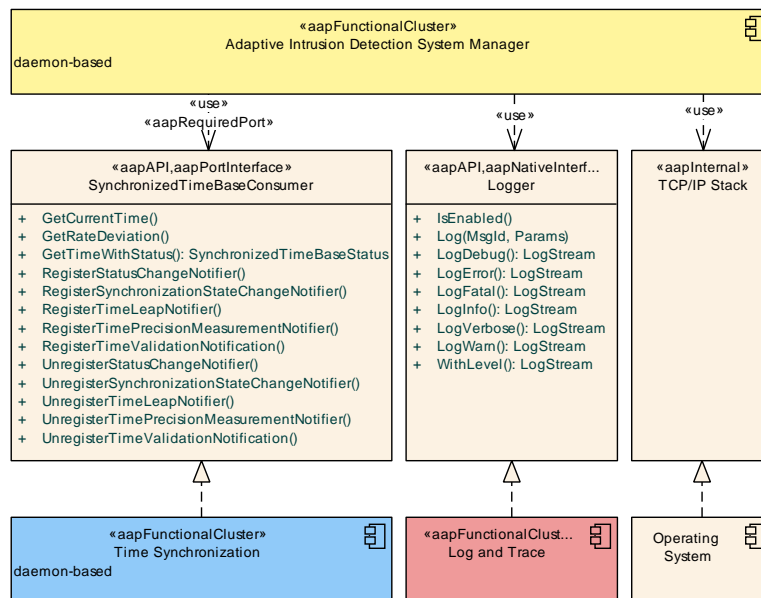 «aapFunctionalCluster»
Adaptive Intrusion Detection System Manager
daemon-based
«use»
«aapRequiredPort»
«use»
«use»
«aapAPI,aapPortInterface»
SynchronizedTimeBaseConsumer
+ GetCurrentTime()
+ GetRateDeviation()
+ GetTimeWithStatus(): SynchronizedTimeBaseStatus
+ RegisterStatusChangeNotifier()
+ RegisterSynchronizationStateChangeNotifier()
+ RegisterTimeLeapNotifier()
+ RegisterTimePrecisionMeasurementNotifier()
+ RegisterTimeValidationNotification()
+ UnregisterStatusChangeNotifier()
+ UnregisterSynchronizationStateChangeNotifier()
+ UnregisterTimeLeapNotifier()
+ UnregisterTimePrecisionMeasurementNotifier()
+ UnregisterTimeValidationNotification()
«aapAPI,aapNativeInterf...
Logger
+ IsEnabled()
+ Log(MsgId, Params)
+ LogDebug(): LogStream
+ LogError(): LogStream
+ LogFatal(): LogStream
+ LogInfo(): LogStream
+ LogVerbose(): LogStream
+ LogWarn(): LogStream
+ WithLevel(): LogStream
«aapInternal»
TCP/IP Stack
«aapFunctionalCluster»
Time Synchronization
daemon-based
«aapFunctionalClust...
Log and Trace
Operating
System